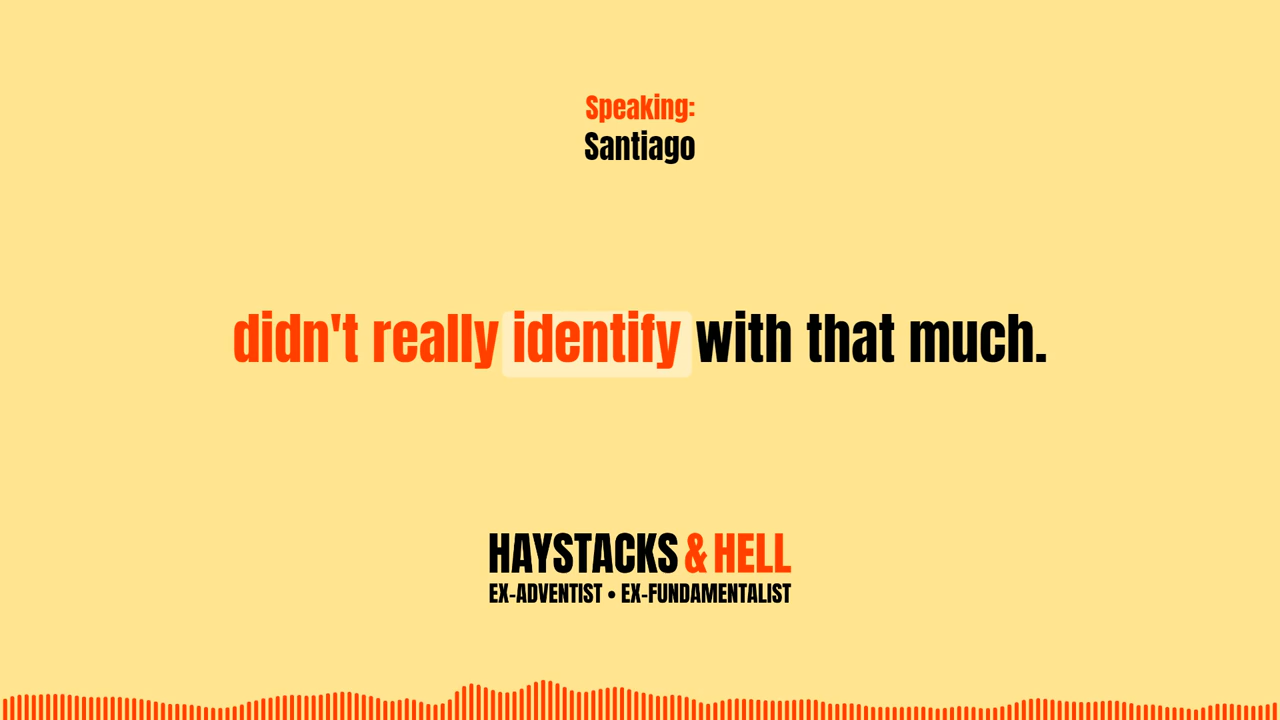 Speaking:
Santiago
didn't really identify with that much.
HAYSTACKS & HELL
EX-ADVENTIST • EX-FUNDAMENTALIST